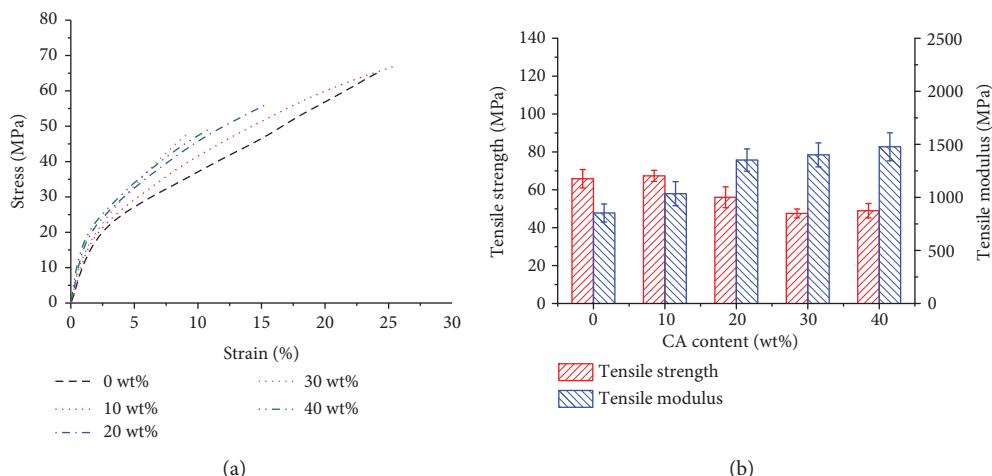 80
70
60
50
40
30
20
10
0
Stress (MPa)
0 5 10 15 20 25 30
Strain (%)
0 wt% 30 wt%
10 wt% 40 wt%
20 wt%
(a)
140
120
100
80
60
40
20
0
Tensile strength (MPa)
2500
2000
1500
1000
500
0
Tensile modulus (MPa)
0 10 20 30 40
CA content (wt%)
Tensile strength
Tensile modulus
(b)